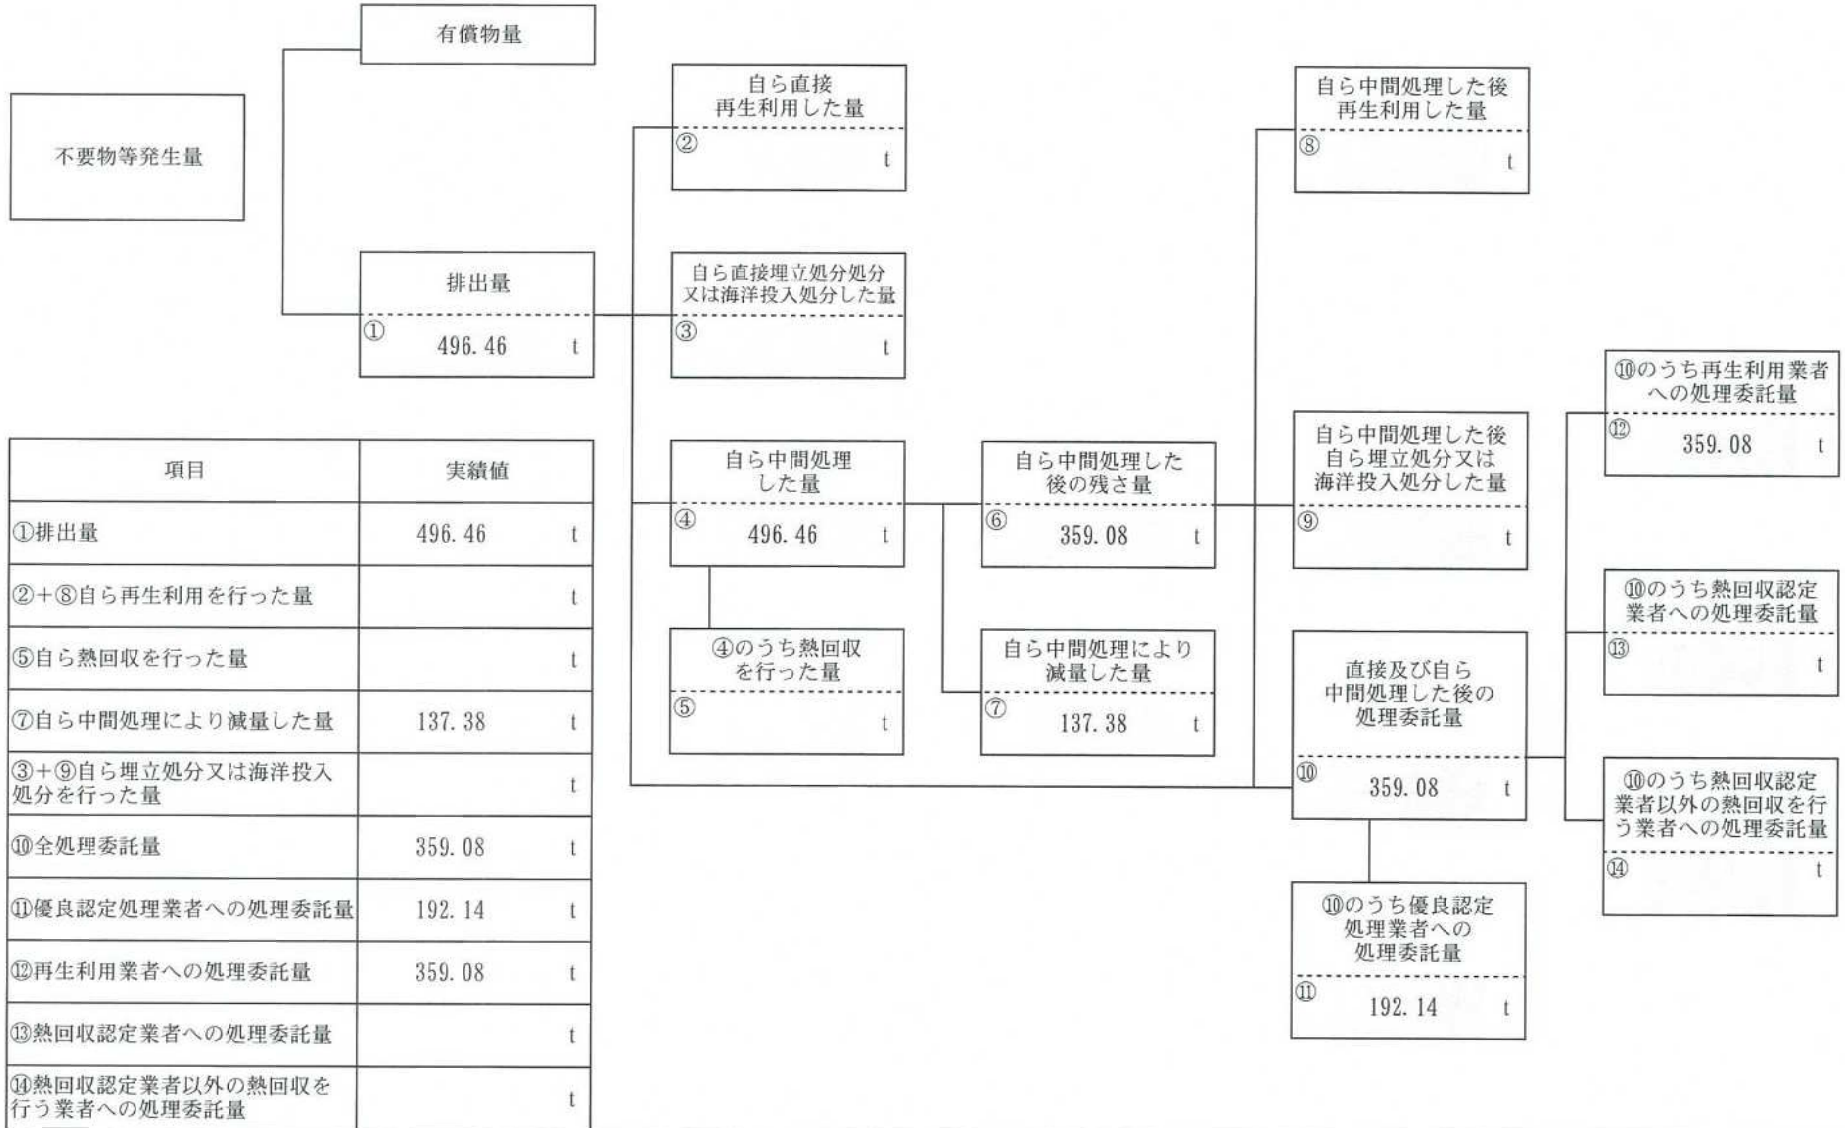 有償物量
不要物等発生量
自ら直接
再生利用した量
② t
自ら中間処理した後
再生利用した量
⑧ t
排出量
① 496.46 t
自ら直接埋立処分処分
又は海洋投入処分した量
③ t
自ら中間処理
した量
④ 496.46 t
自ら中間処理した
後の残さ量
⑥ 359.08 t
自ら中間処理した後
自ら埋立処分又は
海洋投入処分した量
⑨ t
⑩のうち再生利用業者
への処理委託量
⑫ 359.08 t
④のうち熱回収
を行った量
⑤ t
自ら中間処理により
減量した量
⑦ 137.38 t
直接及び自ら
中間処理した後の
処理委託量
⑩ 359.08 t
⑩のうち熱回収認定
業者への処理委託量
⑬ t
⑩のうち熱回収認定
業者以外の熱回収を行
う業者への処理委託量
⑭ t
⑩のうち優良認定
処理業者への
処理委託量
⑪ 192.14 t
項目 実績値
①排出量 496.46 t
②+⑧自ら再生利用を行った量 t
⑤自ら熱回収を行った量 t
⑦自ら中間処理により減量した量 137.38 t
③+⑨自ら埋立処分又は海洋投入
処分を行った量 t
⑩全処理委託量 359.08 t
⑪優良認定処理業者への処理委託量 192.14 t
⑫再生利用業者への処理委託量 359.08 t
⑬熱回収認定業者への処理委託量 t
⑭熱回収認定業者以外の熱回収を
行う業者への処理委託量 t